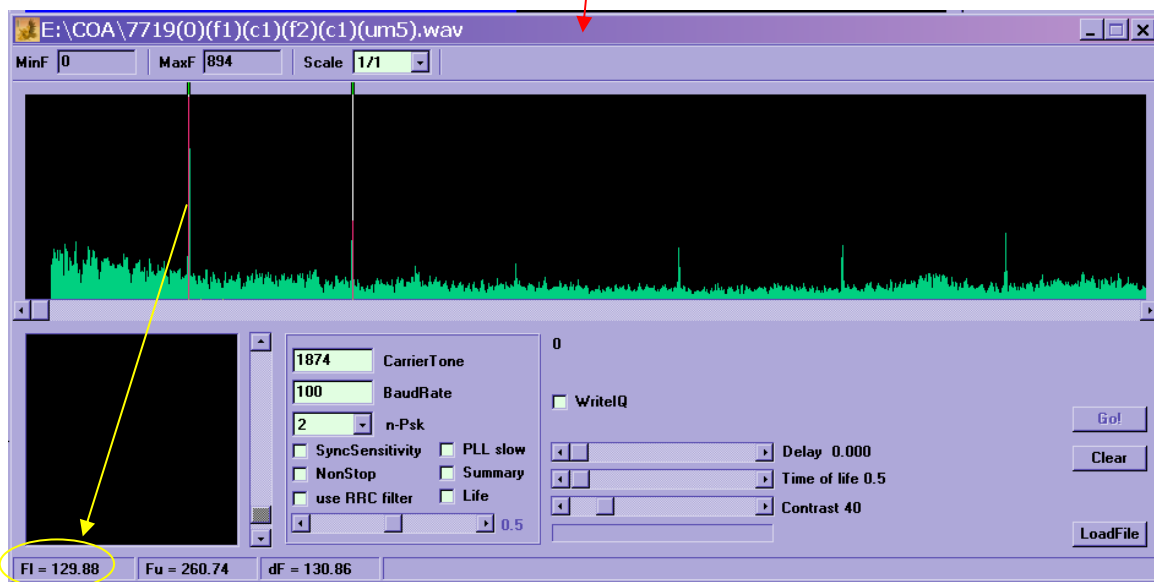 E:\COA\7719(0)(f1)(c1)(f2)(c1)(um5).wav
MinF 0 MaxF 894 Scale 1/1
0
1874 CarrierTone
100 BaudRate
2 n-Psk
WriteIQ
SyncSensitivity PLL slow
NonStop Summary
use RRC filter Life
0.5
Delay 0.000
Time of life 0.5
Contrast 40
Go!
Clear
LoadFile
Fl = 129.88 Fu = 260.74 dF = 130.86